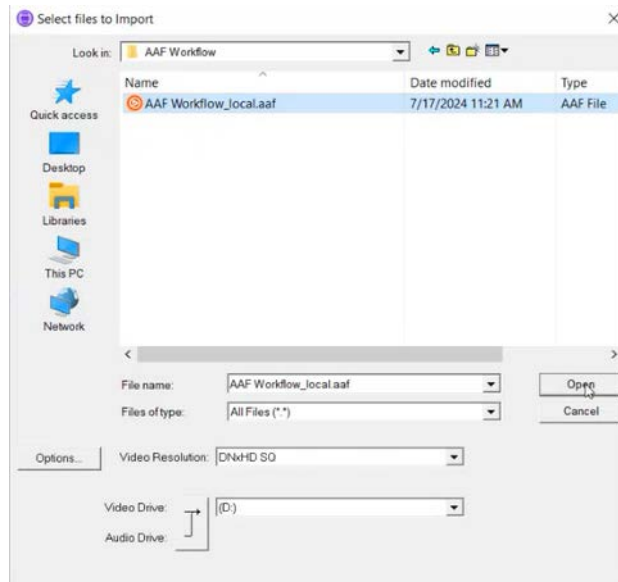 Select files to Import
Look in: AAF Workflow
Name Date modified Type
AAF Workflow_local.aaf 7/17/2024 11:21 AM AAF File
Quick access
Desktop
Libraries
This PC
Network
File name: AAF Workflow_local.aaf Open
Files of type: All Files (*.*) Cancel
Options... Video Resolution: DNxHD SQ
Video Drive: (D:)
Audio Drive: